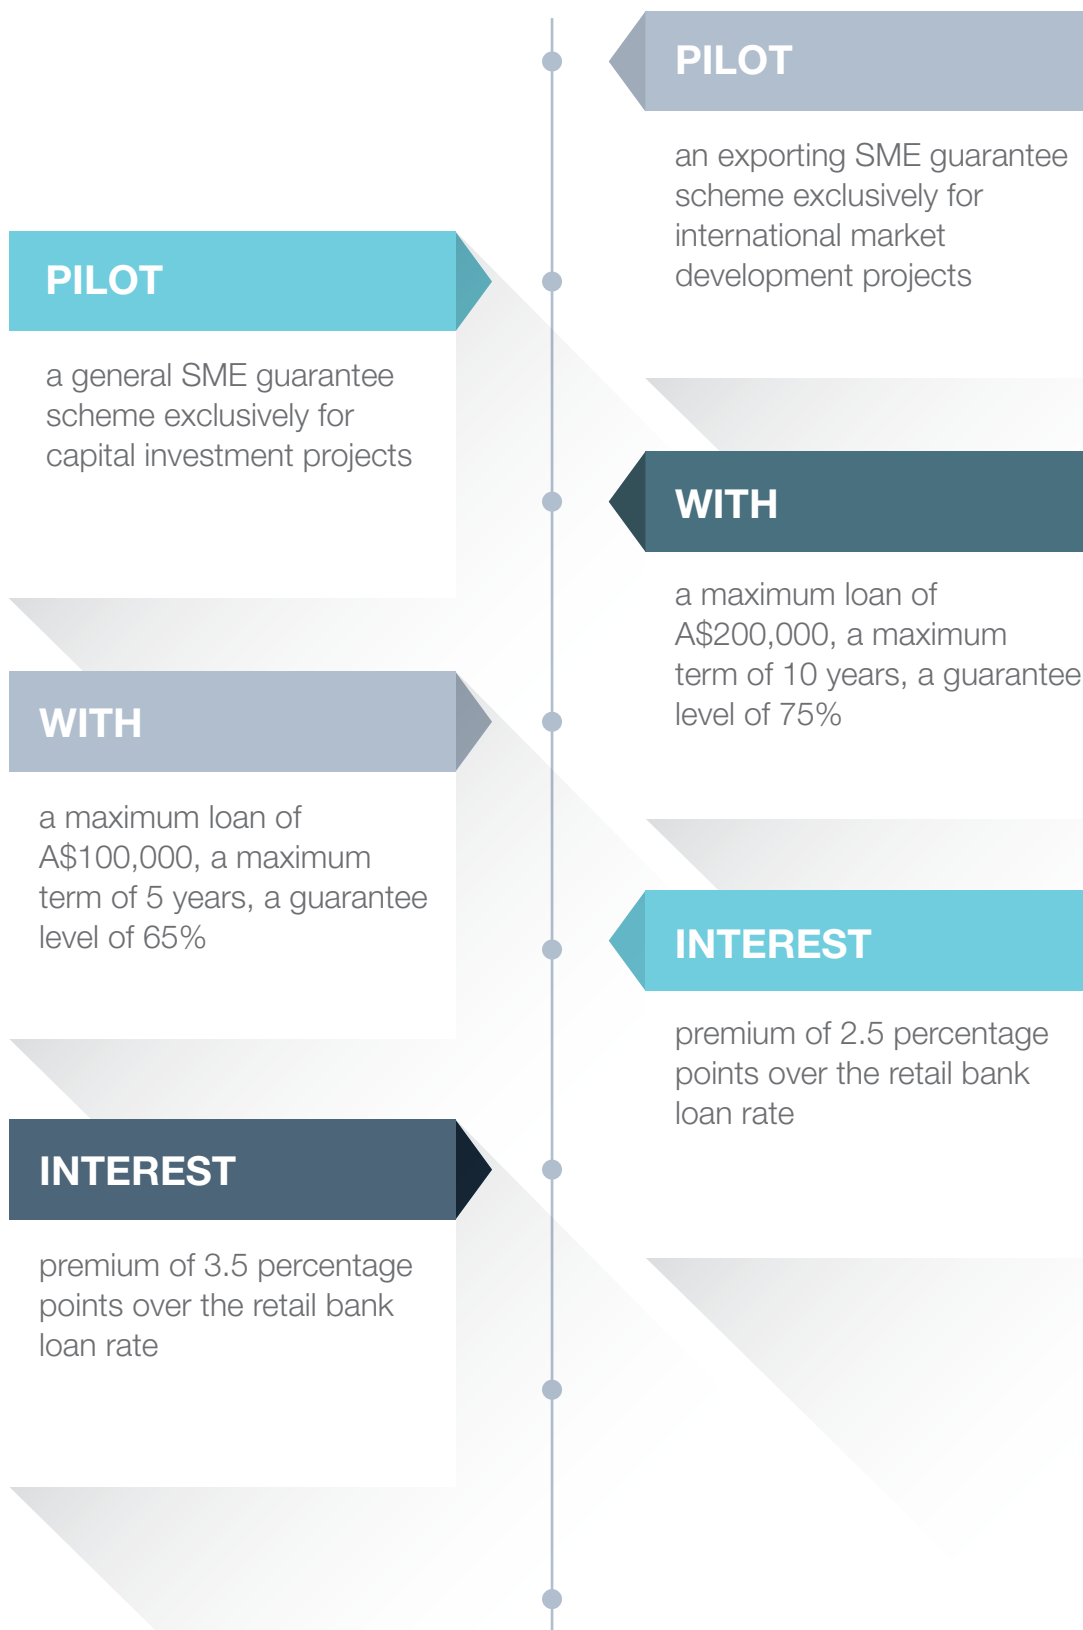 PILOT
an exporting SME guarantee
scheme exclusively for
international market
development projects
PILOT
a general SME guarantee
scheme exclusively for
capital investment projects
WITH
a maximum loan of
A$200,000, a maximum
term of 10 years, a guarantee
level of 75%
WITH
a maximum loan of
A$100,000, a maximum
term of 5 years, a guarantee
level of 65%
INTEREST
premium of 2.5 percentage
points over the retail bank
loan rate
INTEREST
premium of 3.5 percentage
points over the retail bank
loan rate